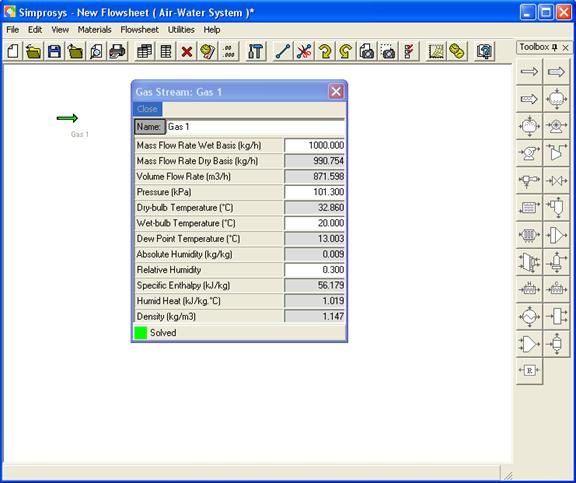 Simprosys - New Flowsheet ( Air-Water System )*
File Edit View Materials Flowsheet Utilities Help
Toolbox
Gas 1
Gas Stream: Gas 1
Close
Name: Gas 1
Mass Flow Rate Wet Basis (kg/h) 1000.000
Mass Flow Rate Dry Basis (kg/h) 990.754
Volume Flow Rate (m3/h) 871.598
Pressure (kPa) 101.300
Dry-bulb Temperature (°C) 32.860
Wet-bulb Temperature (°C) 20.000
Dew Point Temperature (°C) 13.003
Absolute Humidity (kg/kg) 0.009
Relative Humidity 0.300
Specific Enthalpy (kJ/kg) 56.179
Humid Heat (kJ/kg.°C) 1.019
Density (kg/m3) 1.147
Solved
R